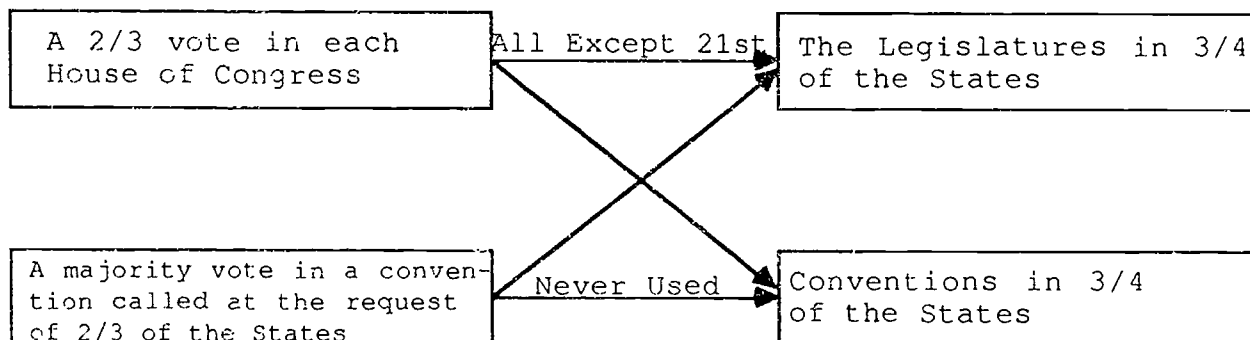 A 2/3 vote in each
House of Congress
All Except 21st
The Legislatures in 3/4
of the States
A majority vote in a conven-
tion called at the request
of 2/3 of the States
Never Used
Conventions in 3/4
of the States